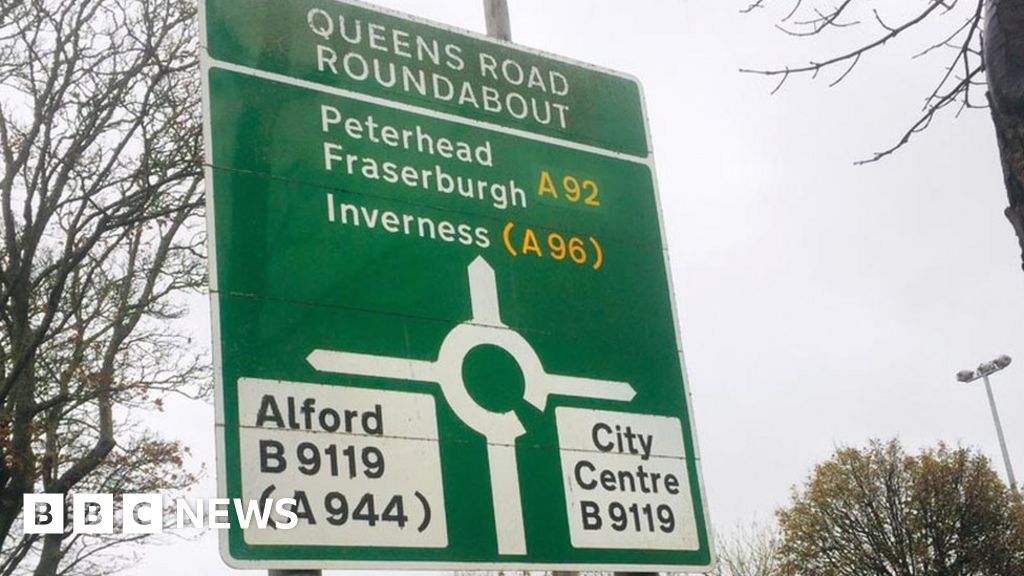 QUEENS ROAD
ROUNDABOUT
Peterhead
Fraserburgh A92
Inverness (A96)
Alford
B9119
(A944)
City
Centre
B9119
BBC NEWS